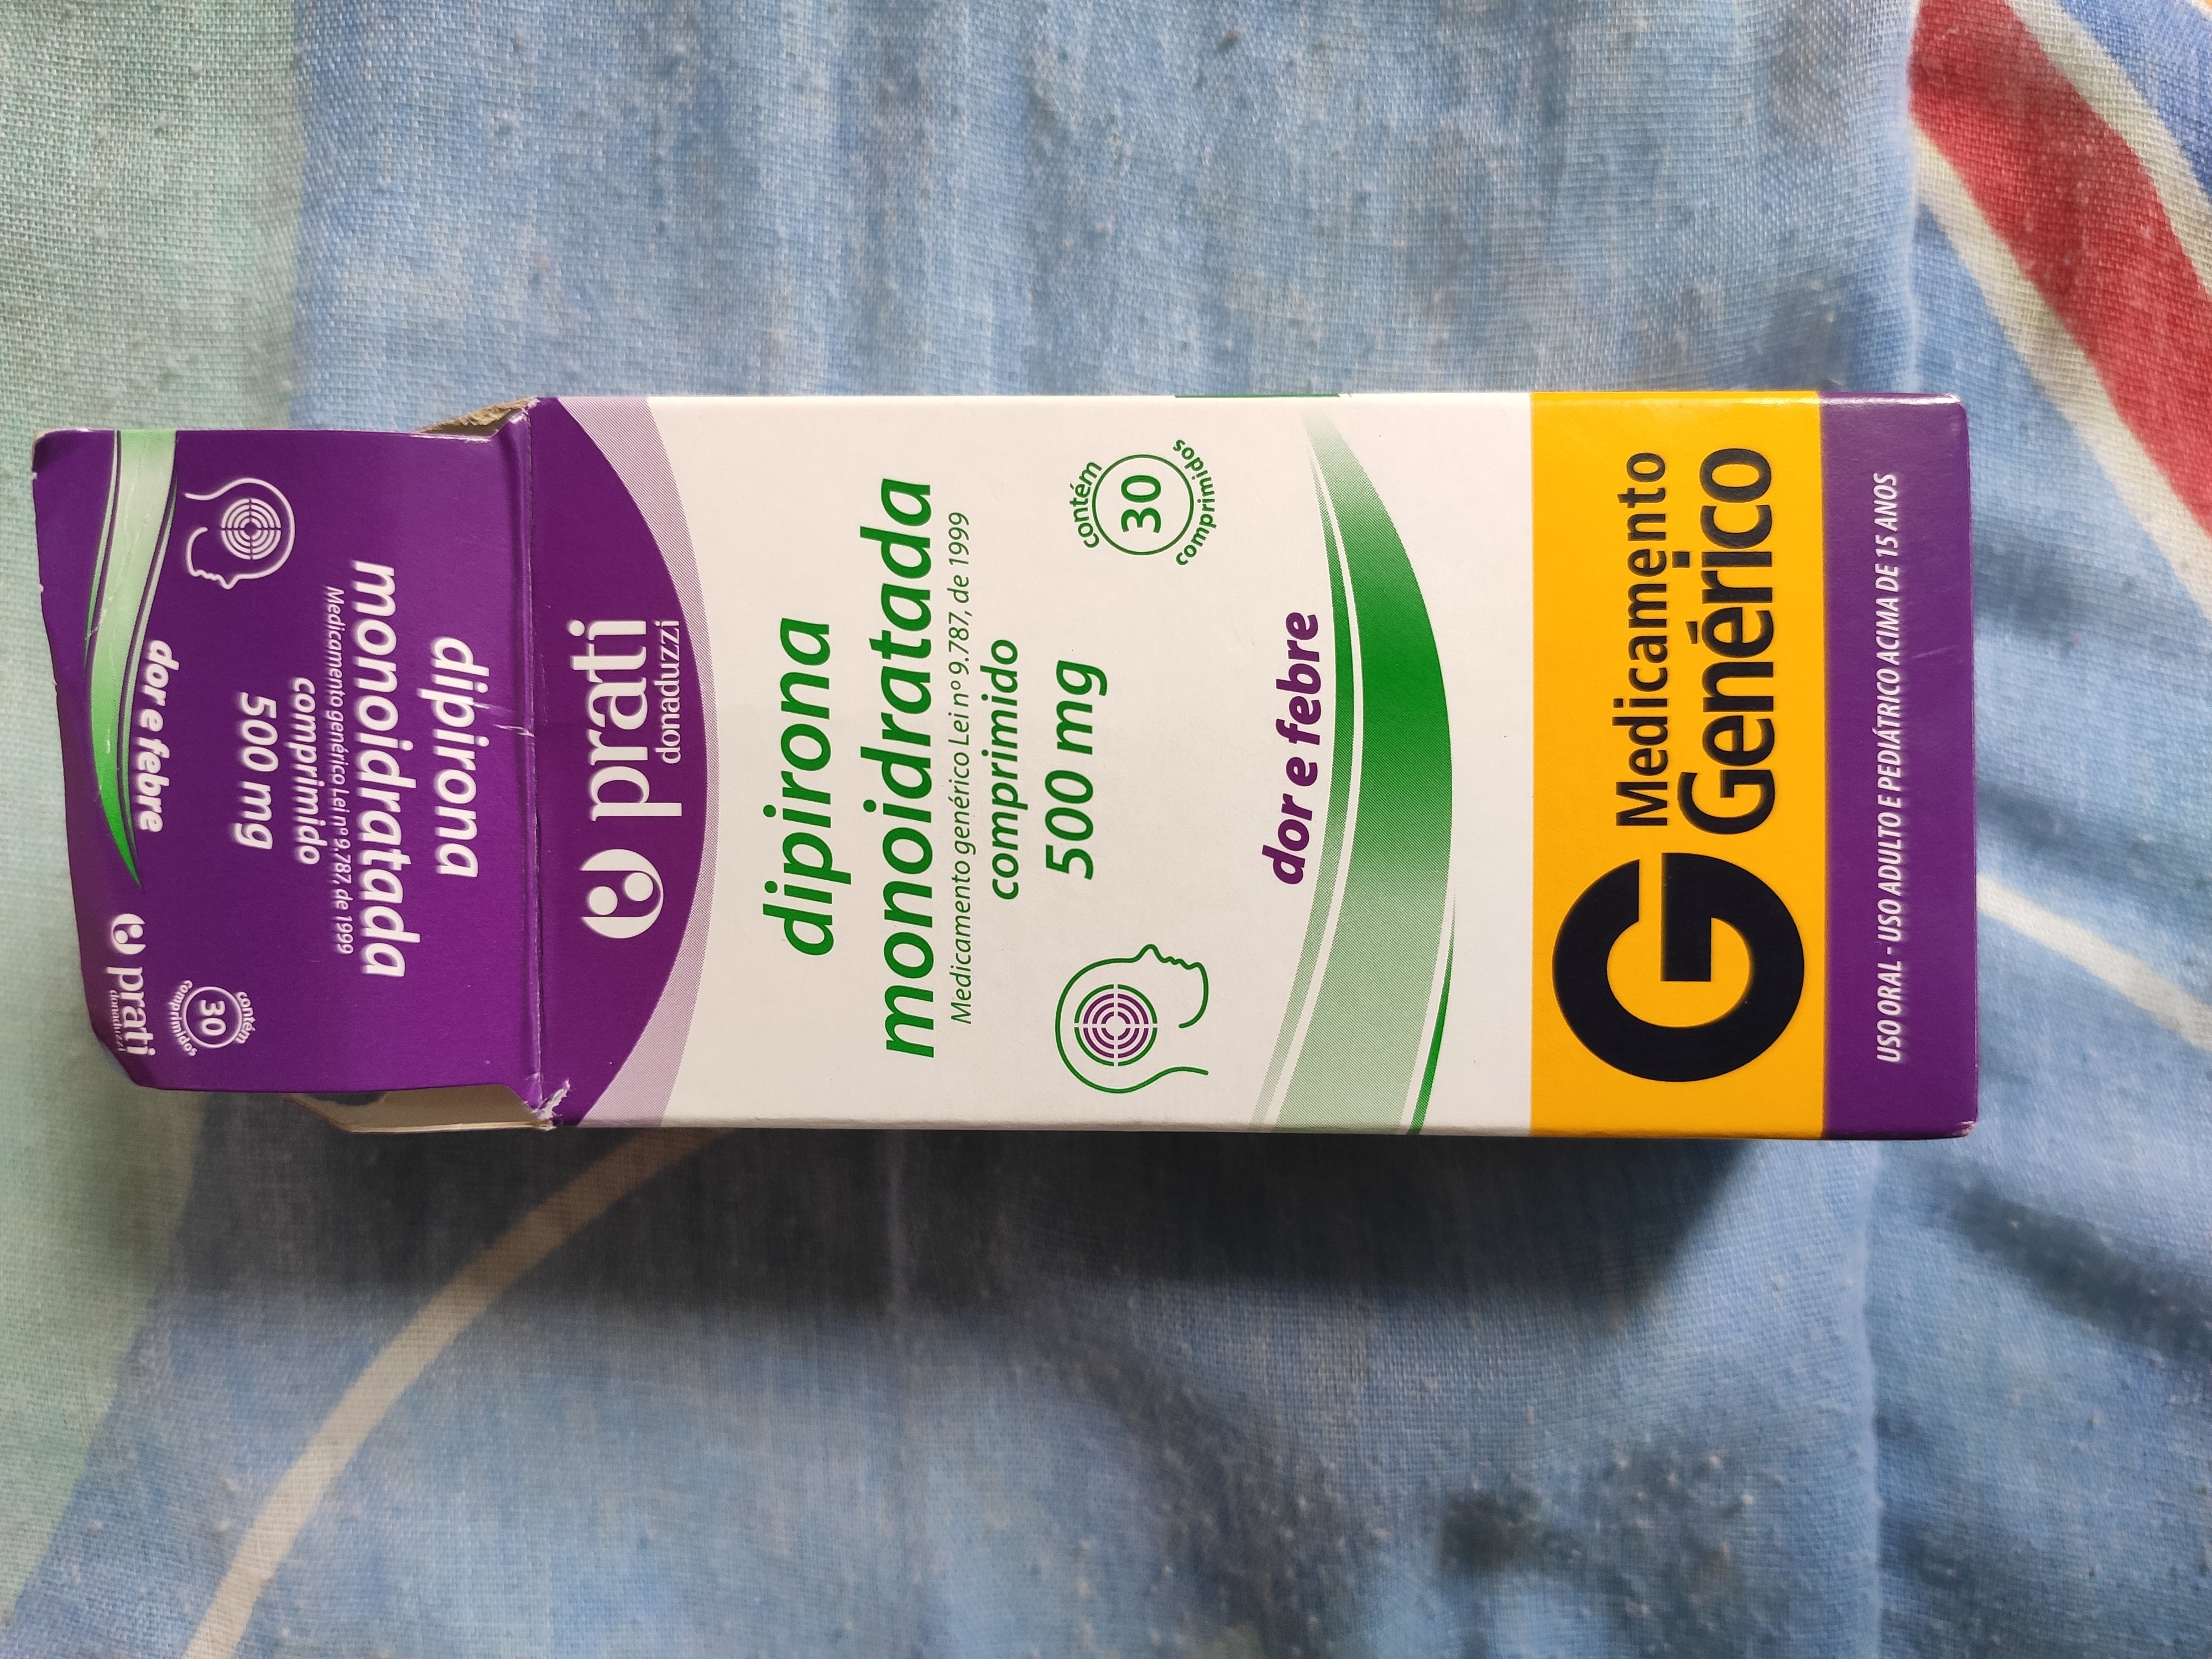 prati
donaduzzi
contém
30
comprimidos
dor e febre
500 mg
comprimido
Medicamento genérico Lei nº 9.787, de 1999
monoidratada
dipirona
prati
donaduzzi
dipirona
monoidratada
Medicamento genérico Lei nº 9.787, de 1999
comprimido
500 mg
contém
30
comprimidos
dor e febre
G
Medicamento
Genérico
USO ORAL - USO ADULTO E PEDIÁTRICO ACIMA DE 15 ANOS